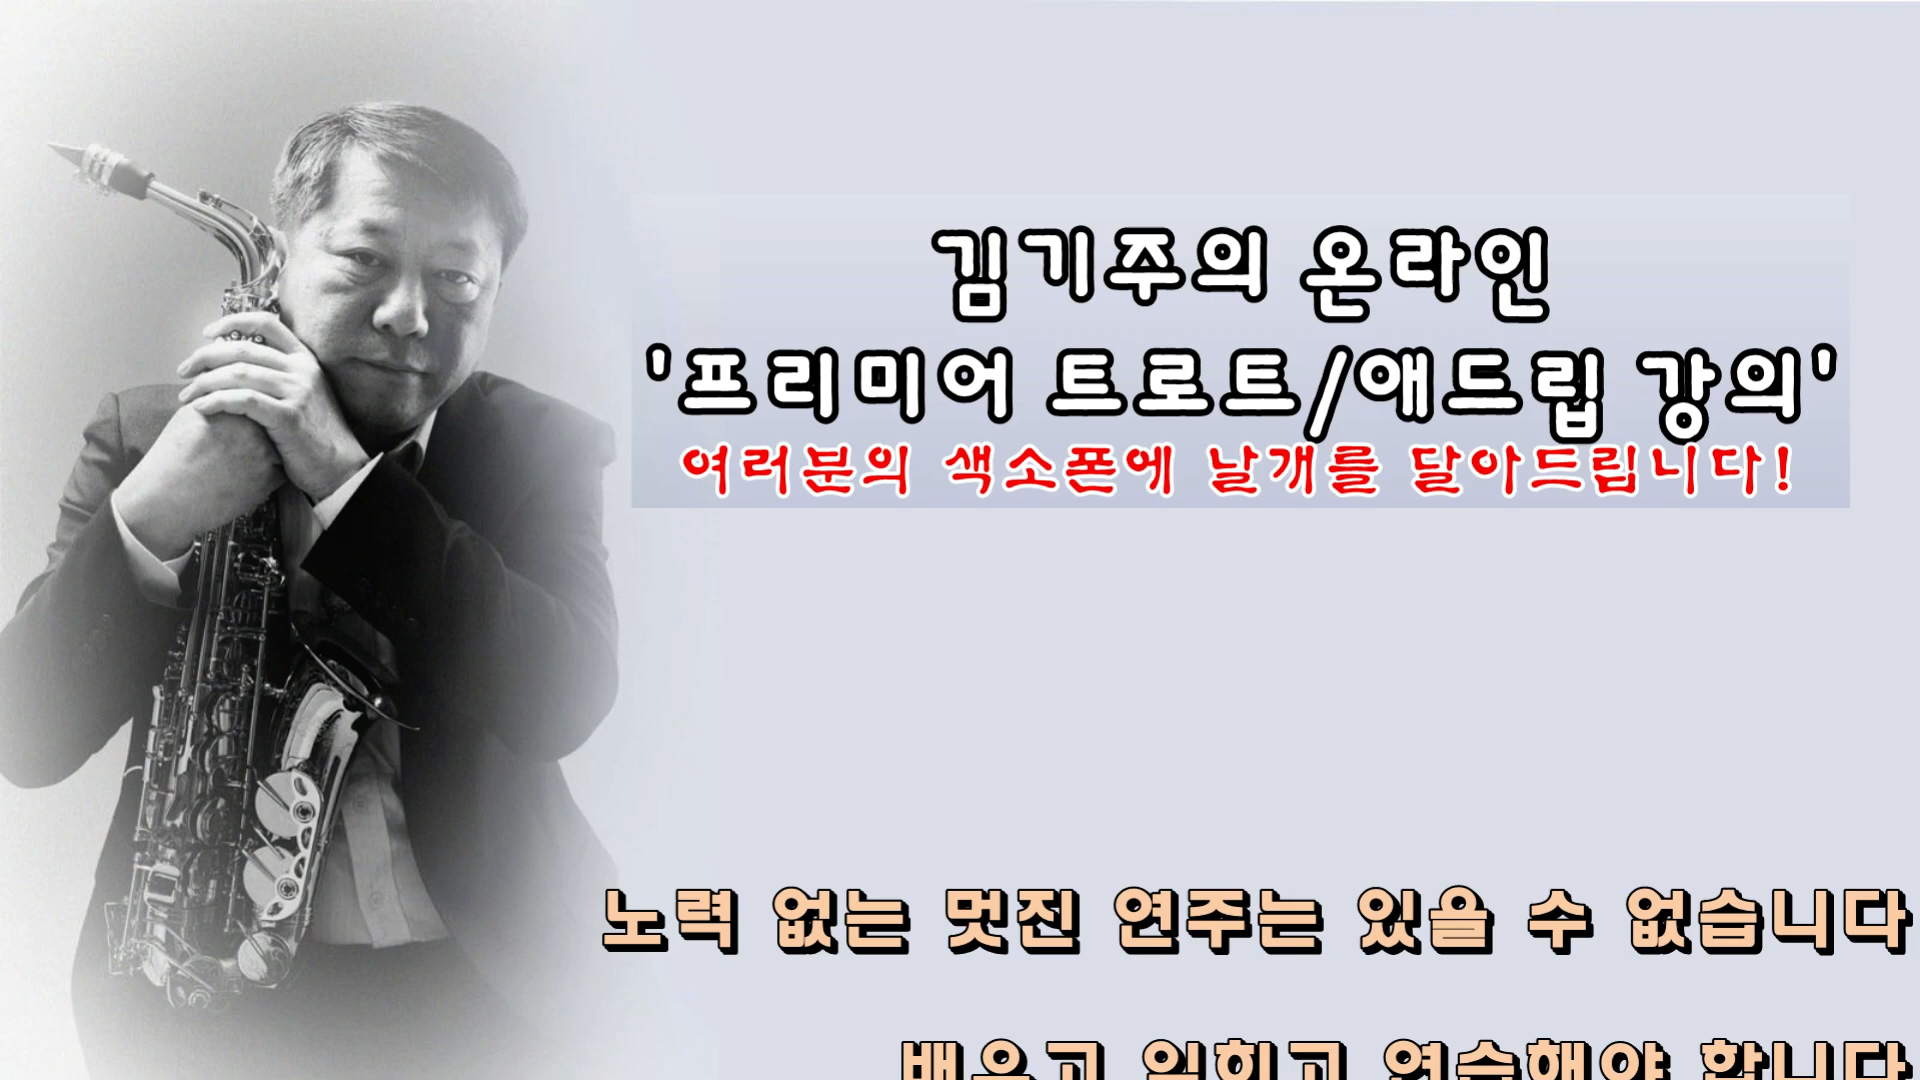 김기주의 온라인
'프리미어 트로트/애드립 강의'
여러분의 색소폰에 날개를 달아드립니다!
노력 없는 멋진 연주는 있을 수 없습니다
배우고 익히고 연습해야 합니다